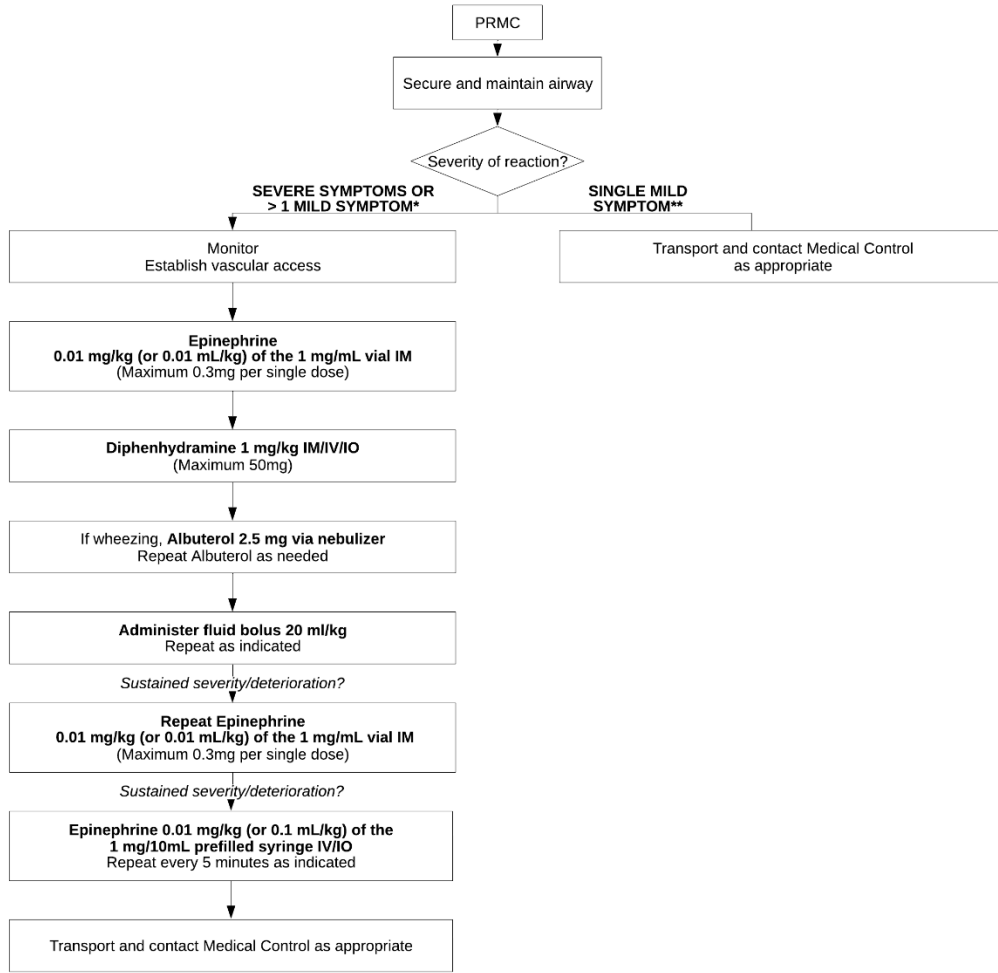 PRMC
Secure and maintain airway
Severity of reaction?
SEVERE SYMPTOMS OR
> 1 MILD SYMPTOM*
SINGLE MILD
SYMPTOM**
Monitor
Establish vascular access
Transport and contact Medical Control
as appropriate
Epinephrine
0.01 mg/kg (or 0.01 mL/kg) of the 1 mg/mL vial IM
(Maximum 0.3mg per single dose)
Diphenhydramine 1 mg/kg IM/IV/IO
(Maximum 50mg)
If wheezing, Albuterol 2.5 mg via nebulizer
Repeat Albuterol as needed
Administer fluid bolus 20 ml/kg
Repeat as indicated
Sustained severity/deterioration?
Repeat Epinephrine
0.01 mg/kg (or 0.01 mL/kg) of the 1 mg/mL vial IM
(Maximum 0.3mg per single dose)
Sustained severity/deterioration?
Epinephrine 0.01 mg/kg (or 0.1 mL/kg) of the
1 mg/10mL prefilled syringe IV/IO
Repeat every 5 minutes as indicated
Transport and contact Medical Control as appropriate